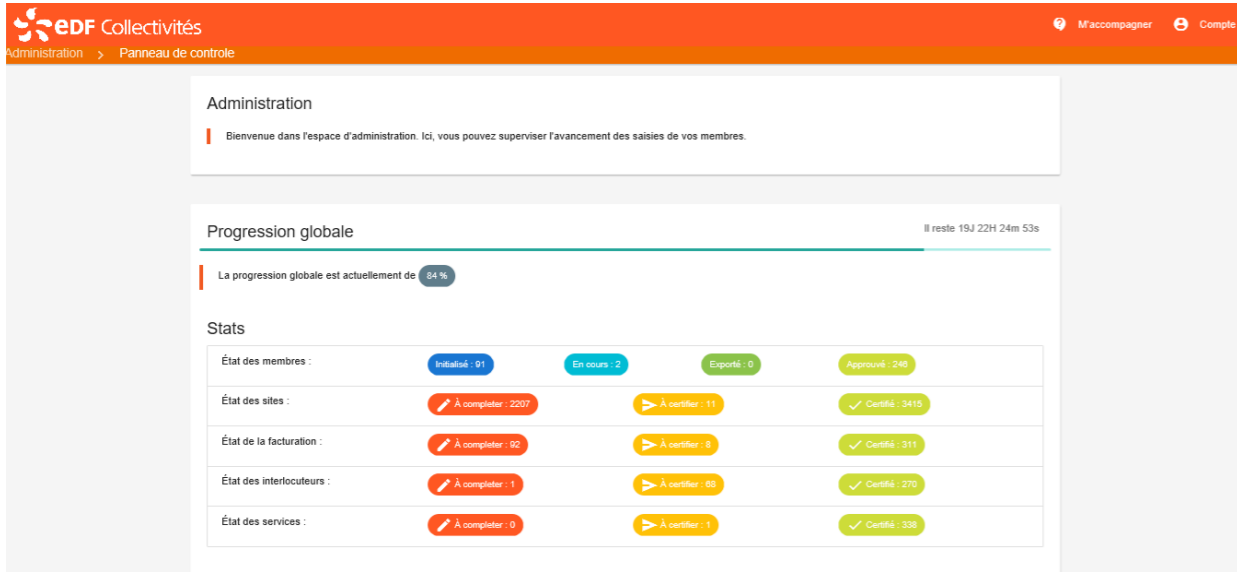 eDF Collectivités
M'accompagner
Compte
Administration > Panneau de controle
Administration
Bienvenue dans l'espace d'administration. Ici, vous pouvez superviser l'avancement des saisies de vos membres.
Progression globale
Il reste 19J 22H 24m 53s
La progression globale est actuellement de 84 %
Stats
État des membres : Initialisé : 91 En cours : 2 Exporté : 0 Approuvé : 246
État des sites : À completer : 2207 À certifier : 11 Certifié : 3415
État de la facturation : À completer : 92 À certifier : 8 Certifié : 311
État des interlocuteurs : À completer : 1 À certifier : 68 Certifié : 270
État des services : À completer : 0 À certifier : 1 Certifié : 338